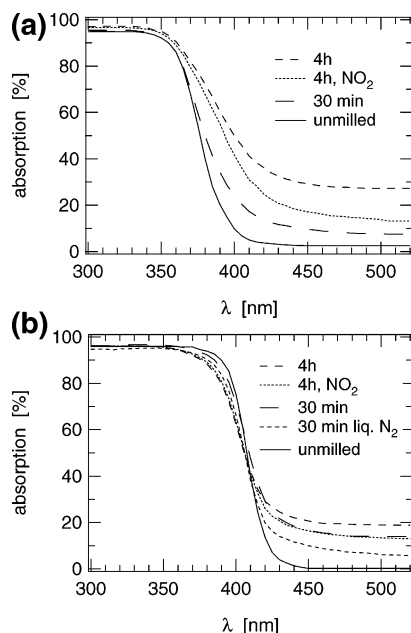 (a)
100
80
60
40
20
0
absorption [%]
4h
4h, NO2
30 min
unmilled
300 350 400 450 500
λ [nm]
(b)
100
80
60
40
20
0
absorption [%]
4h
4h, NO2
30 min
30 min liq. N2
unmilled
300 350 400 450 500
λ [nm]